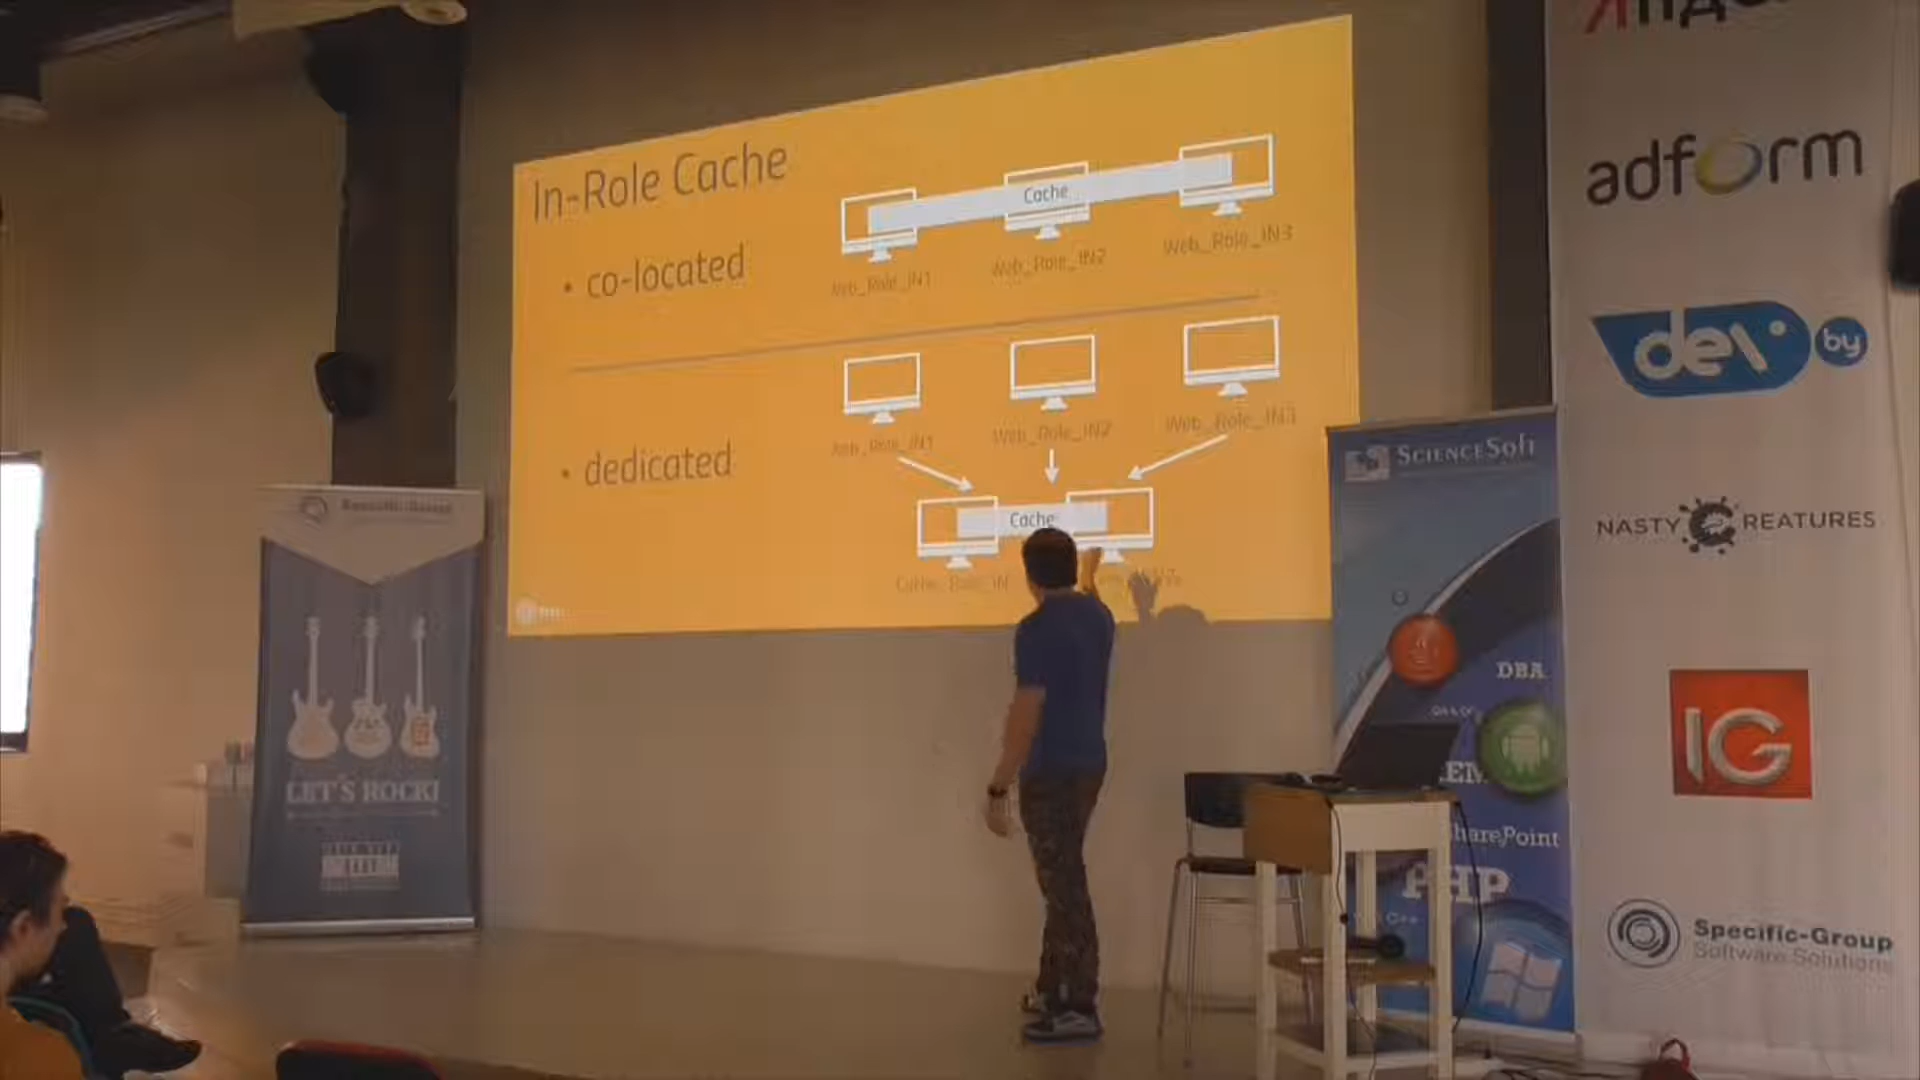 In-Role Cache
• co-located
Cache
Web_Role_IN1
Web_Role_IN2
Web_Role_IN3
• dedicated
Web_Role_IN1
Web_Role_IN2
Web_Role_IN3
Cache
LET'S ROCK!
SCIENCESOFT
DBA
SharePoint
PHP
adform
dev by
NASTY CREATURES
IG
Specific-Group
Software Solutions